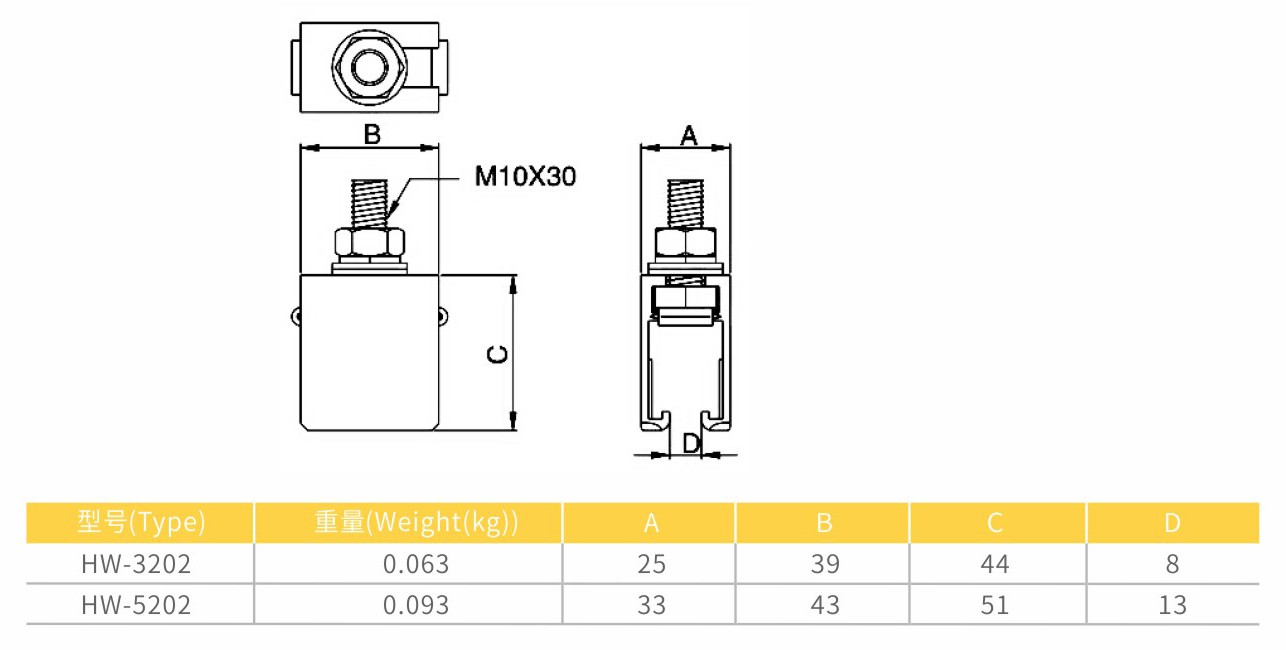 B
A
M10X30
C
D
型号(Type) 重量(Weight(kg)) A B C D
HW-3202 0.063 25 39 44 8
HW-5202 0.093 33 43 51 13